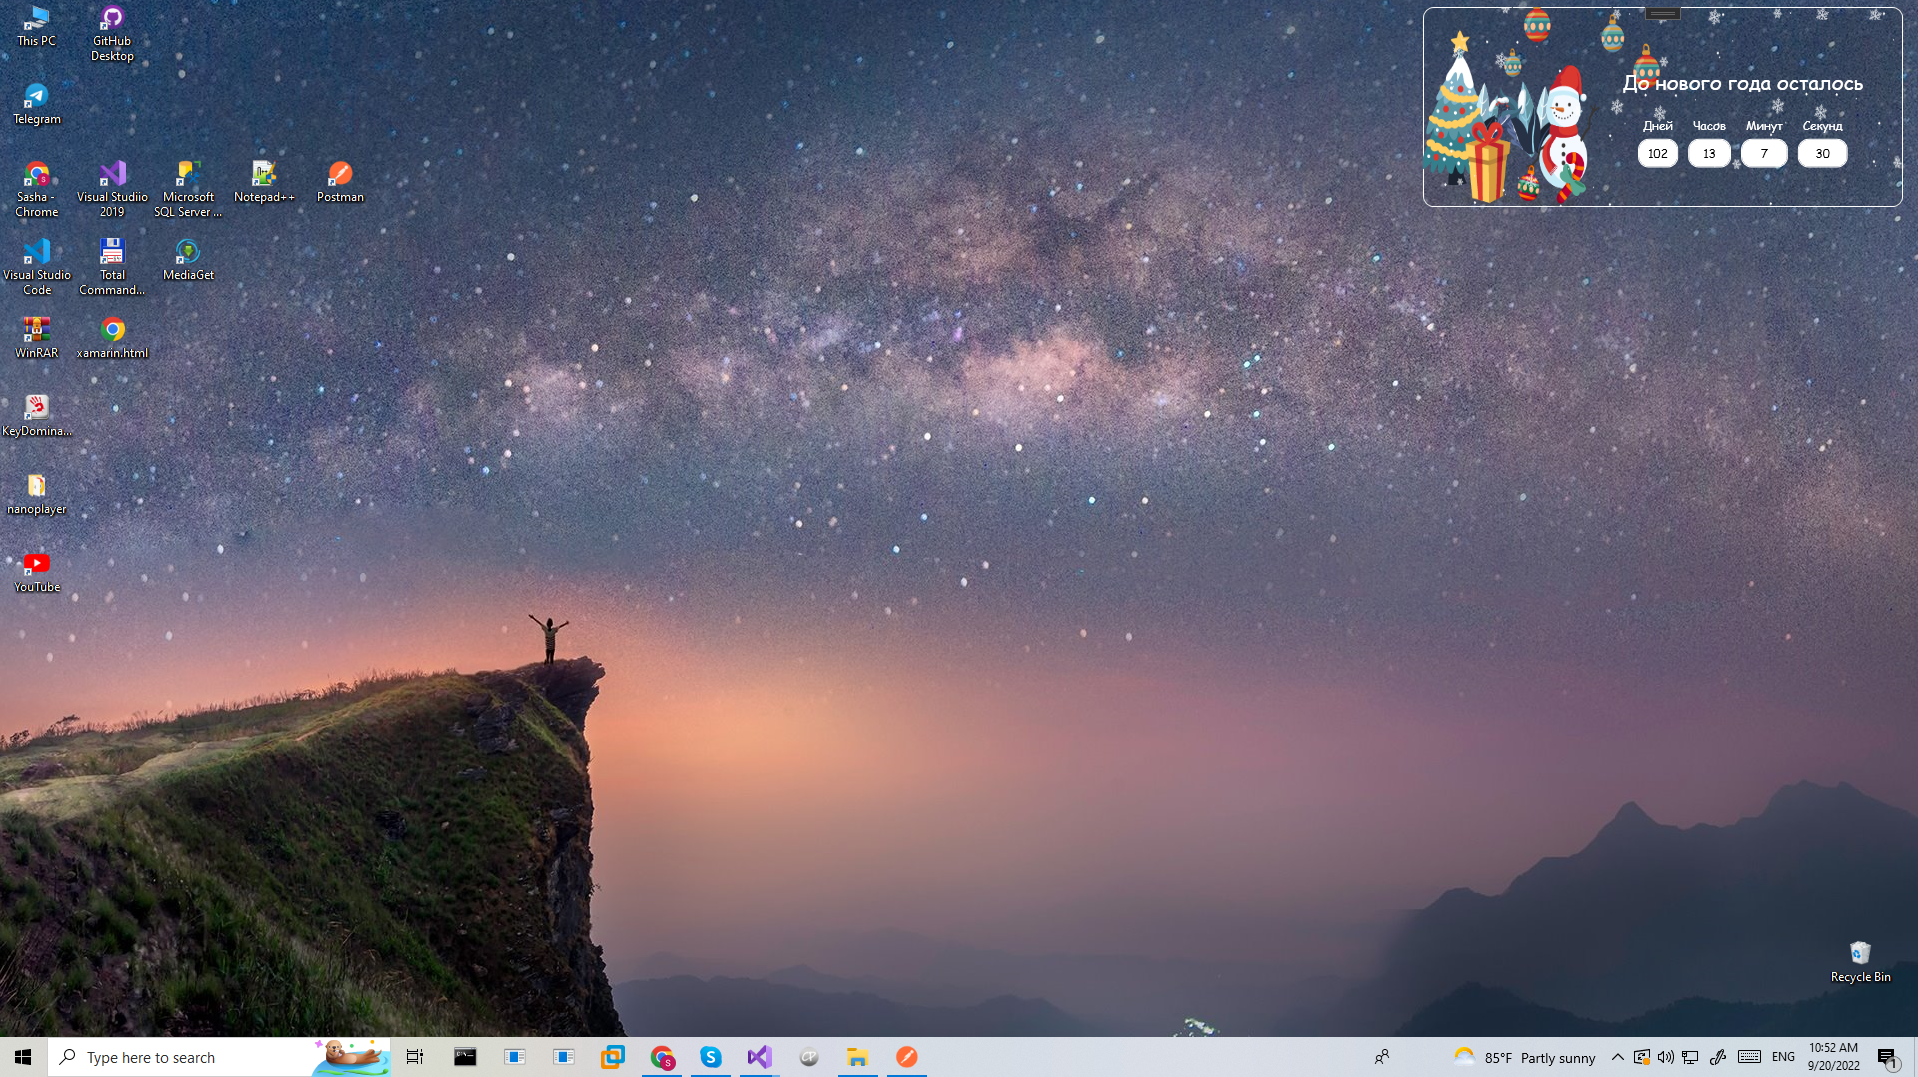 This PC
GitHub
Desktop
Telegram
Sasha -
Chrome
Visual Studiio
2019
Microsoft
SQL Server ...
Notepad++
Postman
Visual Studio
Code
Total
Command...
MediaGet
WinRAR
xamarin.html
KeyDomina...
nanoplayer
YouTube
До нового года осталось
Дней Часов Минут Секунд
102 13 7 30
Recycle Bin
Type here to search
85°F Partly sunny
ENG
10:52 AM
9/20/2022
1